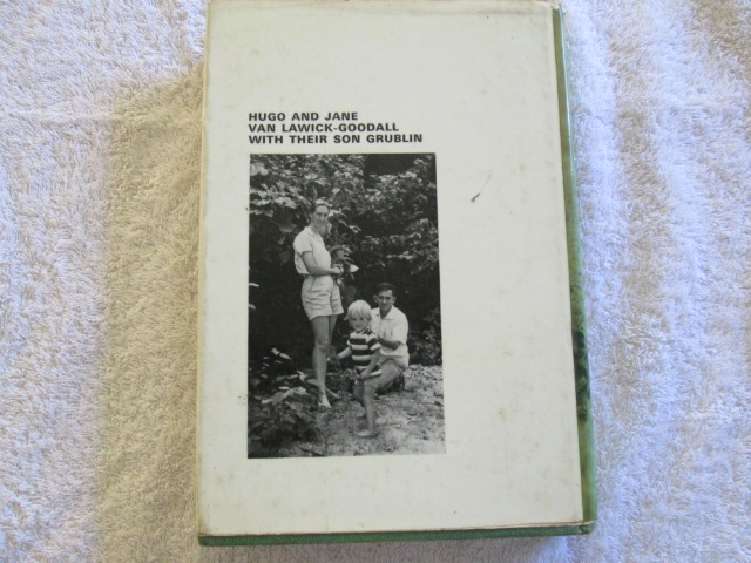 HUGO AND JANE
VAN LAWICK-GOODALL
WITH THEIR SON GRUBLIN